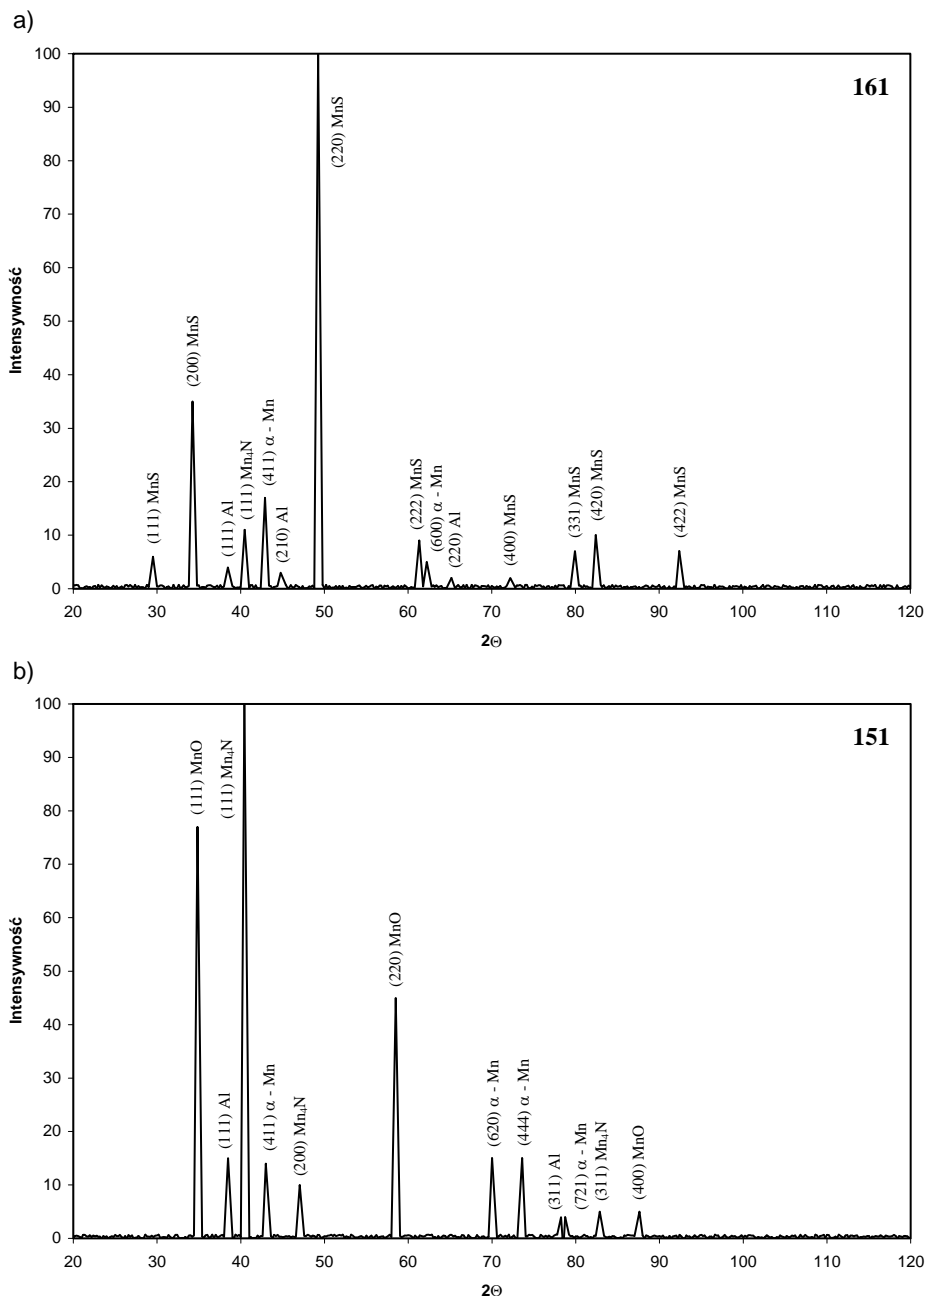 a)
161
100
90
80
70
60
50
40
30
20
10
0
Intensywność
(111) MnS
(200) MnS
(111) Al
(111) Mn₄N
(411) α - Mn
(210) Al
(220) MnS
(222) MnS
(600) α - Mn
(220) Al
(400) MnS
(331) MnS
(420) MnS
(422) MnS
20 30 40 50 60 70 80 90 100 110 120
2Θ
b)
151
100
90
80
70
60
50
40
30
20
10
0
Intensywność
(111) MnO
(111) Al
(111) Mn₄N
(411) α - Mn
(200) Mn₄N
(220) MnO
(620) α - Mn
(444) α - Mn
(311) Al
(721) α - Mn
(311) Mn₄N
(400) MnO
20 30 40 50 60 70 80 90 100 110 120
2Θ